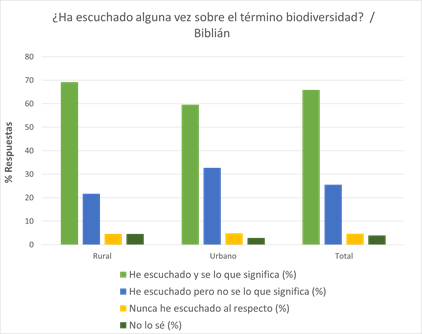 ¿Ha escuchado alguna vez sobre el término biodiversidad? /
Biblián
% Respuestas
80
70
60
50
40
30
20
10
0
Rural
Urbano
Total
He escuchado y se lo que significa (%)
He escuchado pero no se lo que significa (%)
Nunca he escuchado al respecto (%)
No lo sé (%)